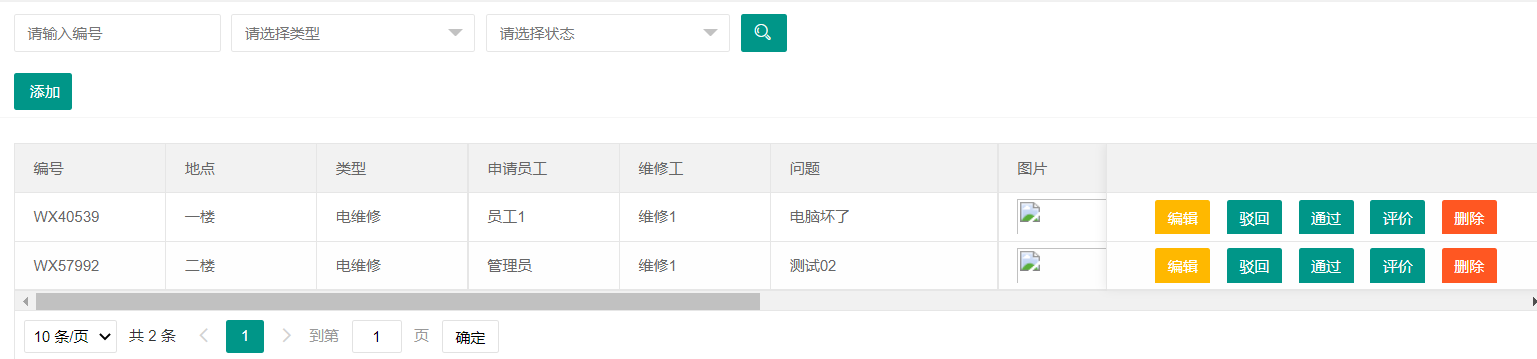 请输入编号 请选择类型 请选择状态
添加
编号 地点 类型 申请员工 维修工 问题 图片
WX40539 一楼 电维修 员工1 维修1 电脑坏了 编辑 驳回 通过 评价 删除
WX57992 二楼 电维修 管理员 维修1 测试02 编辑 驳回 通过 评价 删除
10 条/页 共 2 条 1 到第 1 页 确定